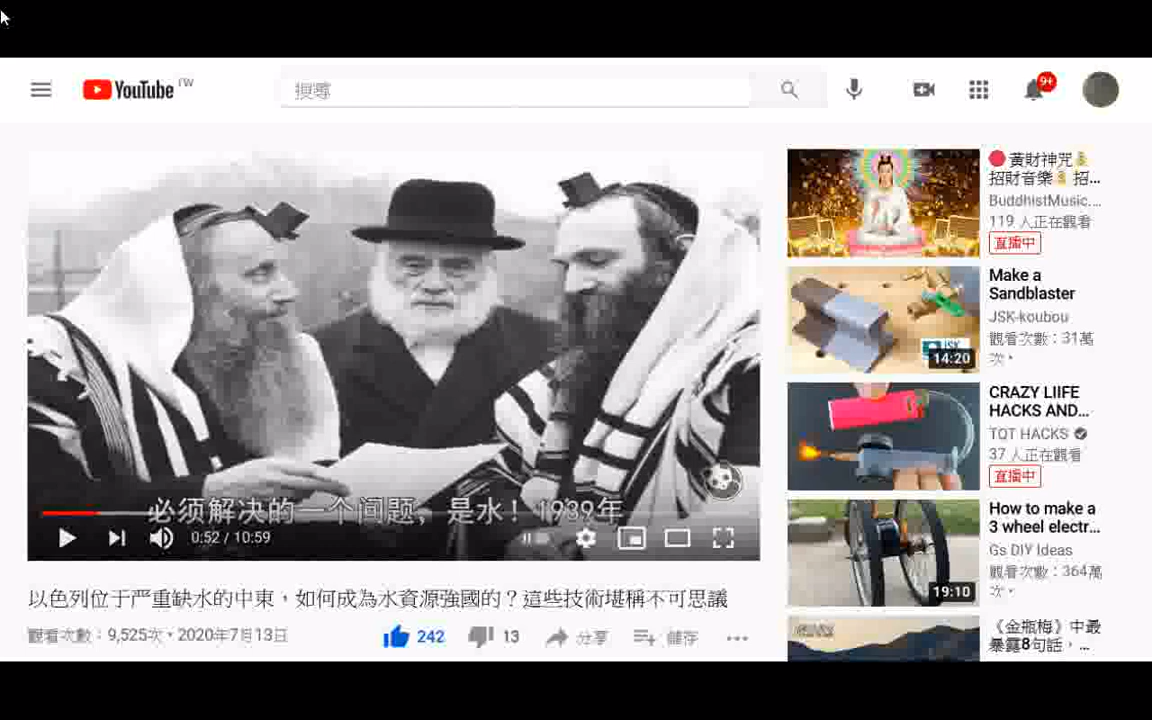 YouTube TW
搜尋
9+
必须解决的一个问题，是水！1939年
0:52 / 10:59
以色列位于严重缺水的中東，如何成為水資源強國的？這些技術堪稱不可思議
觀看次數：9,525次・2020年7月13日
242
13
分享
儲存
黃財神咒
招財音樂 招...
BuddhistMusic....
119 人正在觀看
直播中
14:20
Make a
Sandblaster
JSK-koubou
觀看次數：31萬
次・
CRAZY LIIFE
HACKS AND...
TQT HACKS
37 人正在觀看
直播中
19:10
How to make a
3 wheel electr...
Gs DIY Ideas
觀看次數：364萬
次・
《金瓶梅》中最
暴露8句話，...